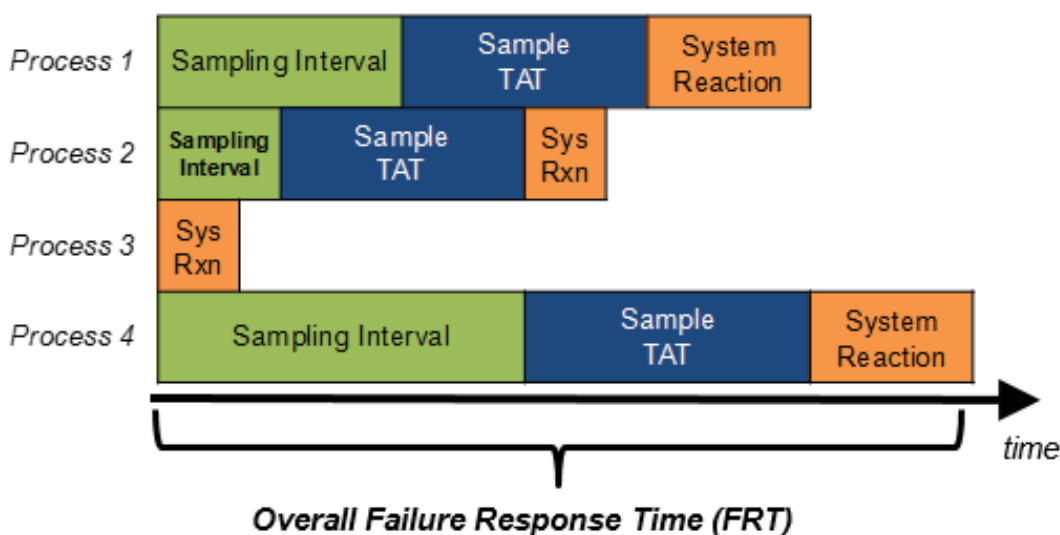 Process 1
Sampling Interval
Sample
TAT
System
Reaction
Process 2
Sampling
Interval
Sample
TAT
Sys
Rxn
Process 3
Sys
Rxn
Process 4
Sampling Interval
Sample
TAT
System
Reaction
time
Overall Failure Response Time (FRT)